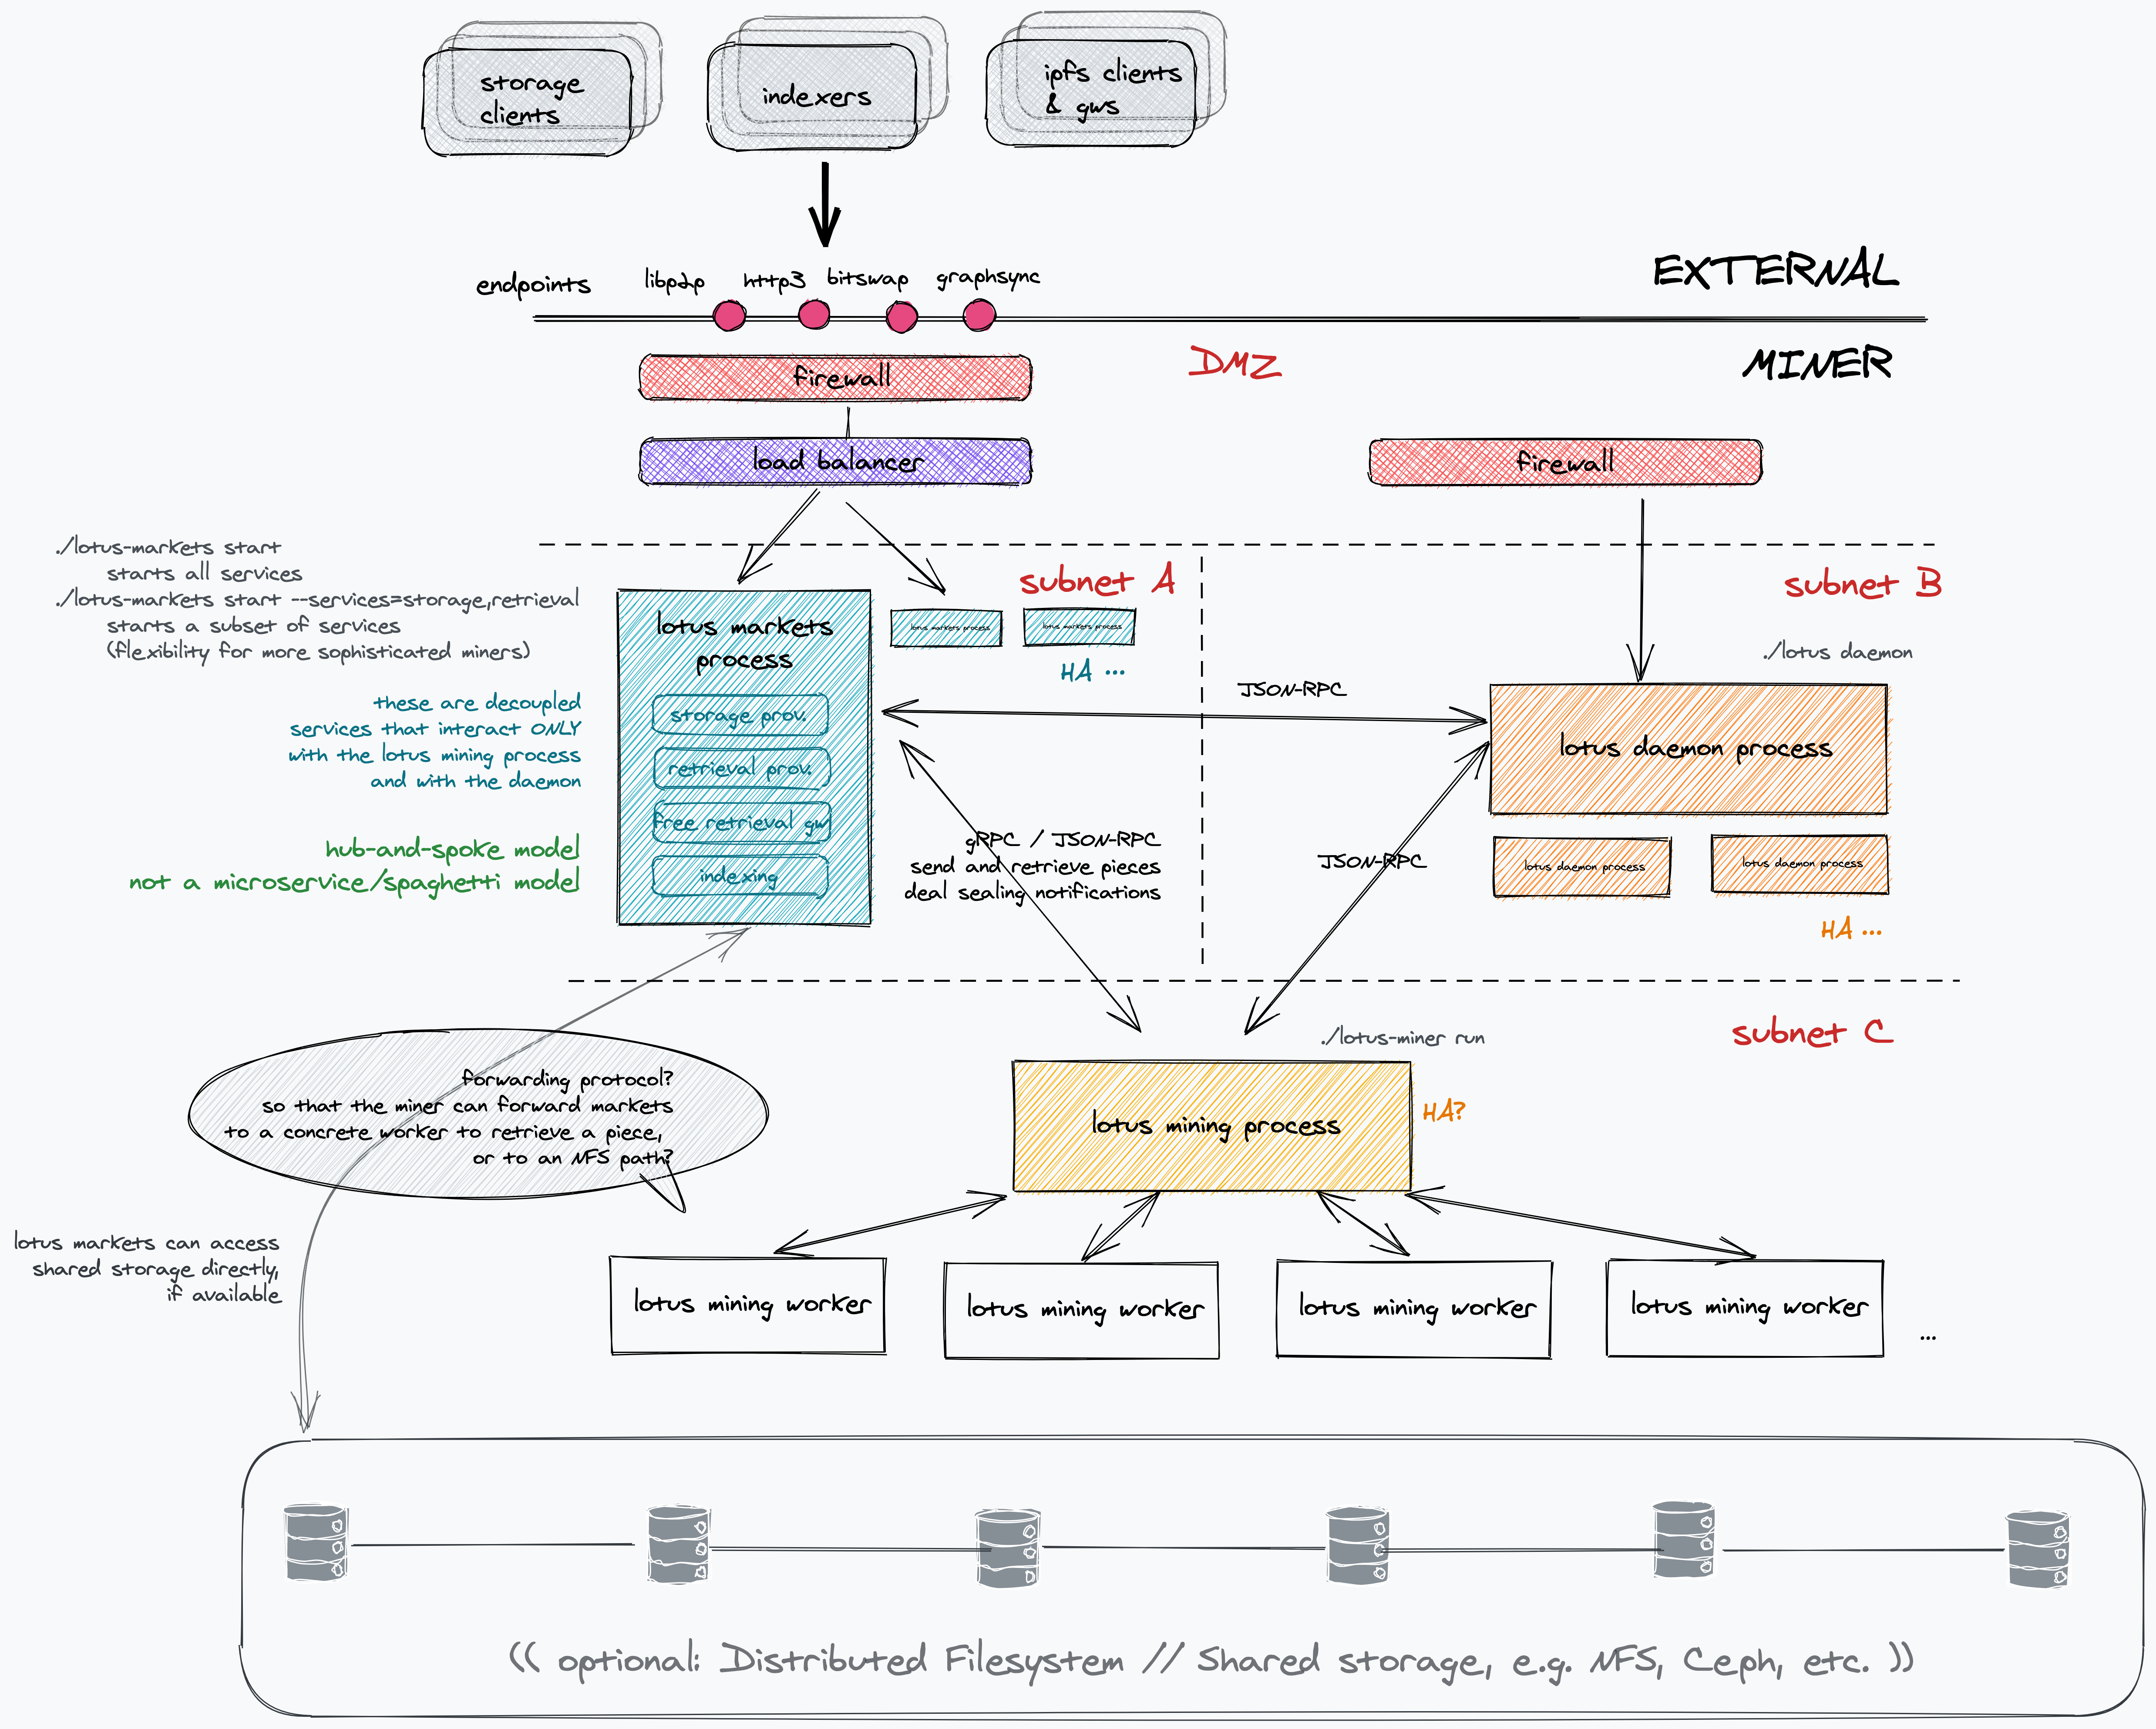 storage
clients
indexers
ipfs clients
& gws
endpoints
libp2p
http3
bitswap
graphsync
EXTERNAL
firewall
DMZ
MINER
load balancer
firewall
./lotus-markets start
starts all services
./lotus-markets start --services=storage,retrieval
starts a subset of services
(flexibility for more sophisticated miners)
these are decoupled
services that interact ONLY
with the lotus mining process
and with the daemon
hub-and-spoke model
not a microservice/spaghetti model
lotus markets
process
storage prov.
retrieval prov.
free retrieval gw
indexing
subnet A
lotus markets process
lotus markets process
HA ...
JSON-RPC
gRPC / JSON-RPC
send and retrieve pieces
deal sealing notifications
JSON-RPC
subnet B
./lotus daemon
lotus daemon process
lotus daemon process
lotus daemon process
HA ...
subnet C
./lotus-miner run
lotus mining process
HA?
forwarding protocol?
so that the miner can forward markets
to a concrete worker to retrieve a piece,
or to an NFS path?
lotus markets can access
shared storage directly,
if available
lotus mining worker
lotus mining worker
lotus mining worker
lotus mining worker
...
(( optional: Distributed Filesystem // Shared storage, e.g. NFS, Ceph, etc. ))